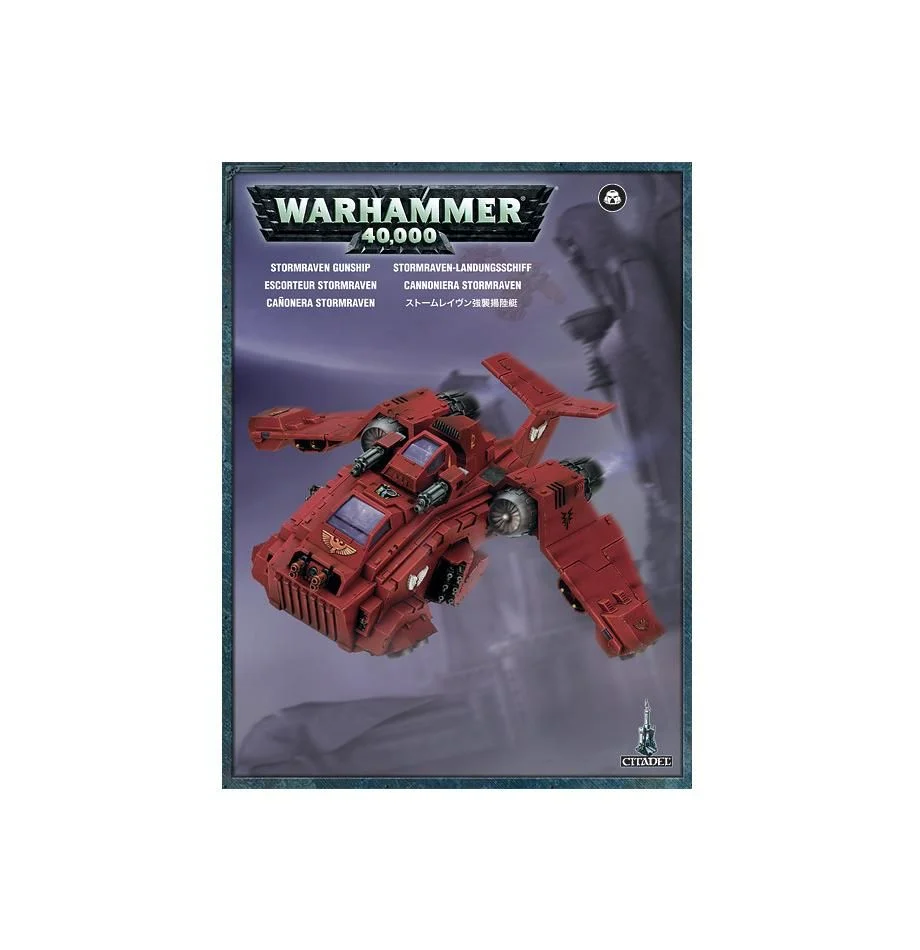 WARHAMMER®
40,000
STORMRAVEN GUNSHIP STORMRAVEN-LANDUNGSSCHIFF
ESCORTEUR STORMRAVEN CANNONIERA STORMRAVEN
CAÑONERA STORMRAVEN ストームレイヴン強襲揚陸艇
CITADEL